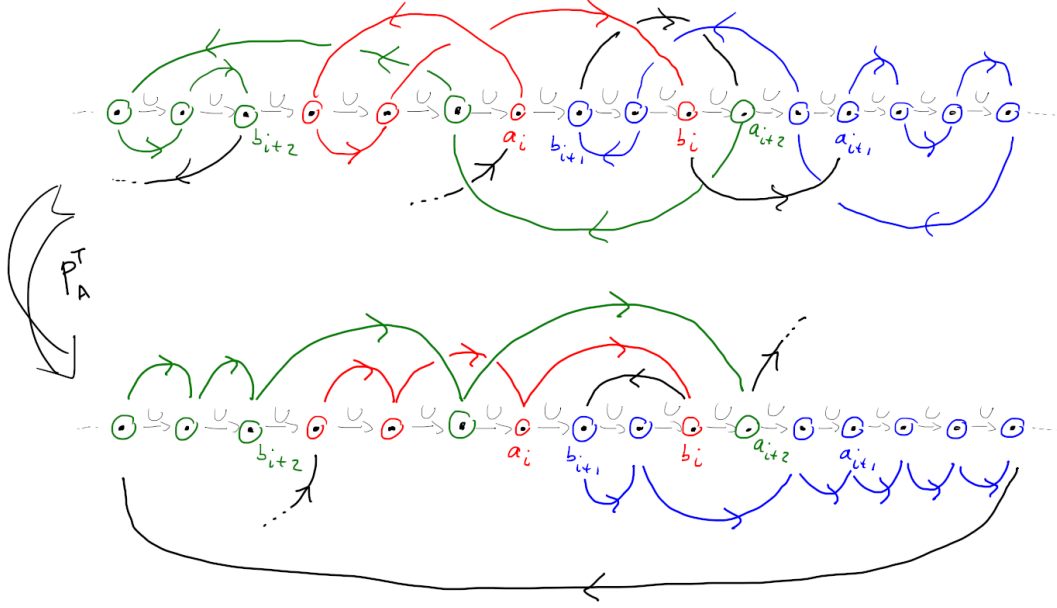 U U U U U U U U U U U U U U U
b_{i+2} a_i b_{i+1} b_i a_{i+2} a_{i+1}
P_A^T
U U U U U U U U U U U U U U U
b_{i+2} a_i b_{i+1} b_i a_{i+2} a_{i+1}